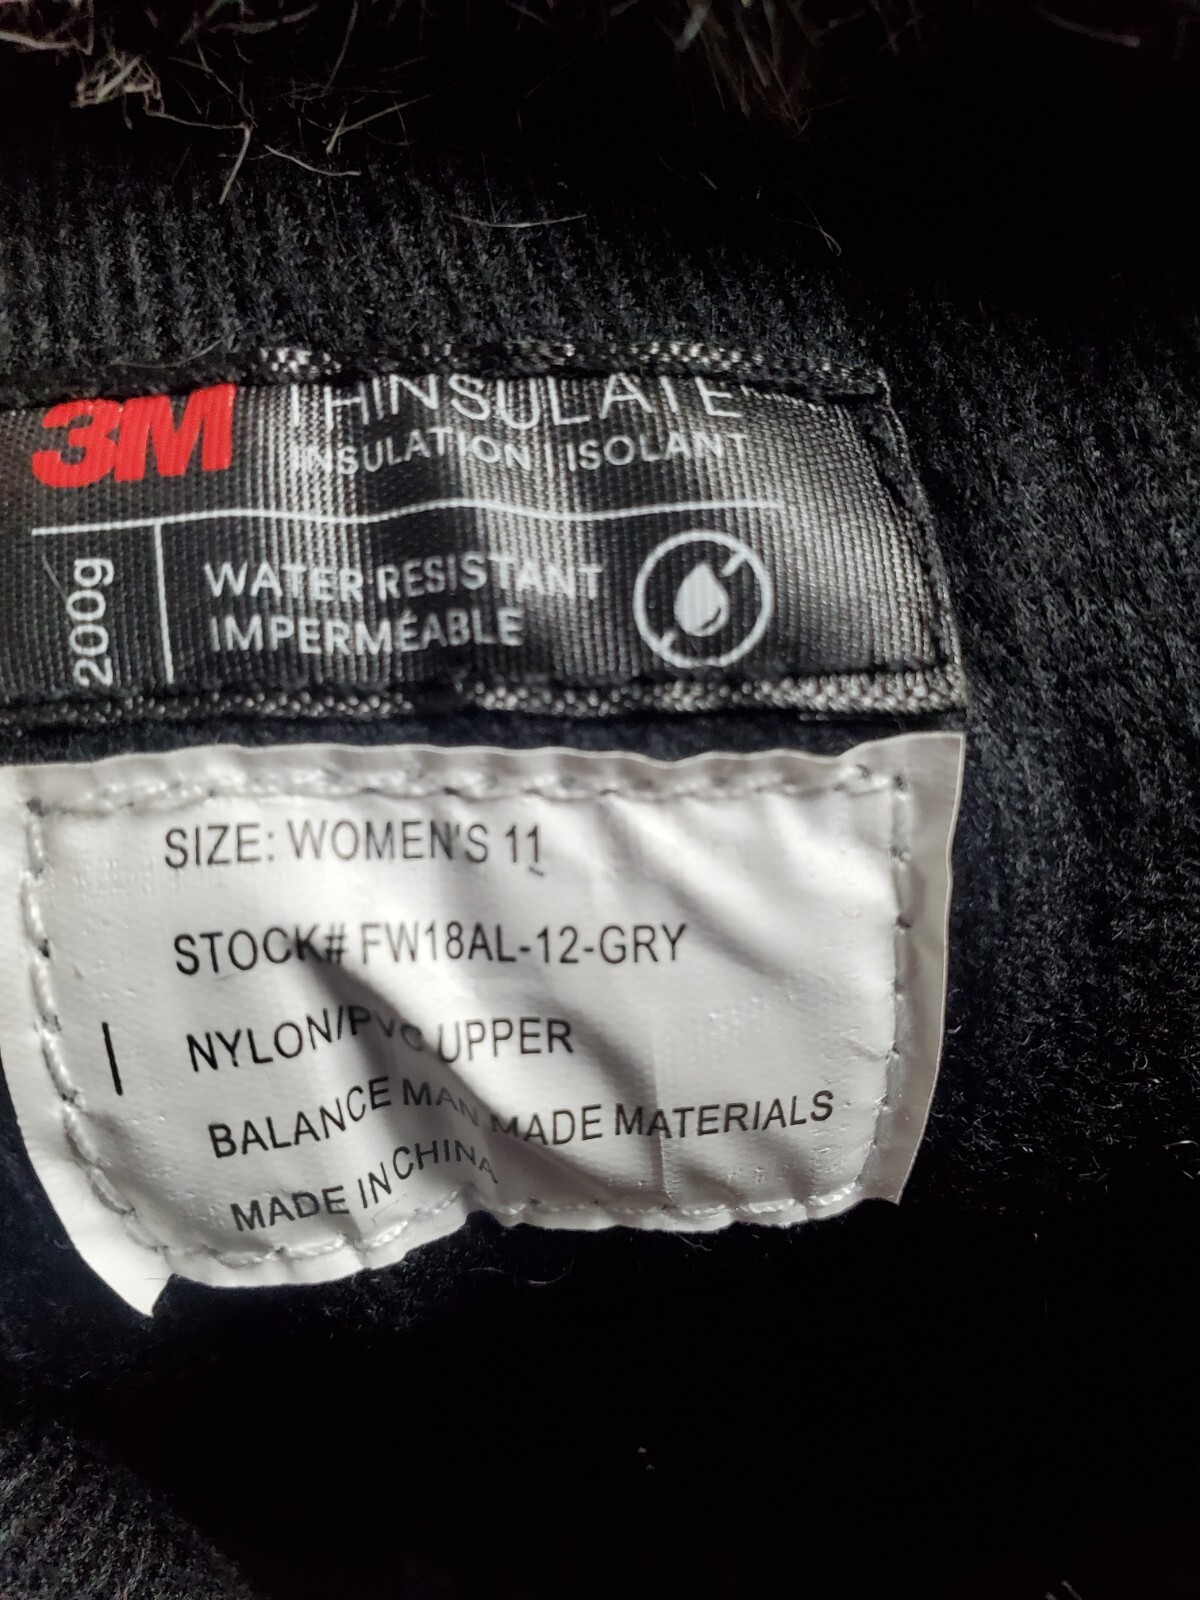 3M THINSULATE
INSULATION | ISOLANT
200g
WATER RESISTANT
IMPERMÉABLE
SIZE: WOMEN'S 11
STOCK# FW18AL-12-GRY
NYLON/PVC UPPER
BALANCE MAN MADE MATERIALS
MADE IN CHINA